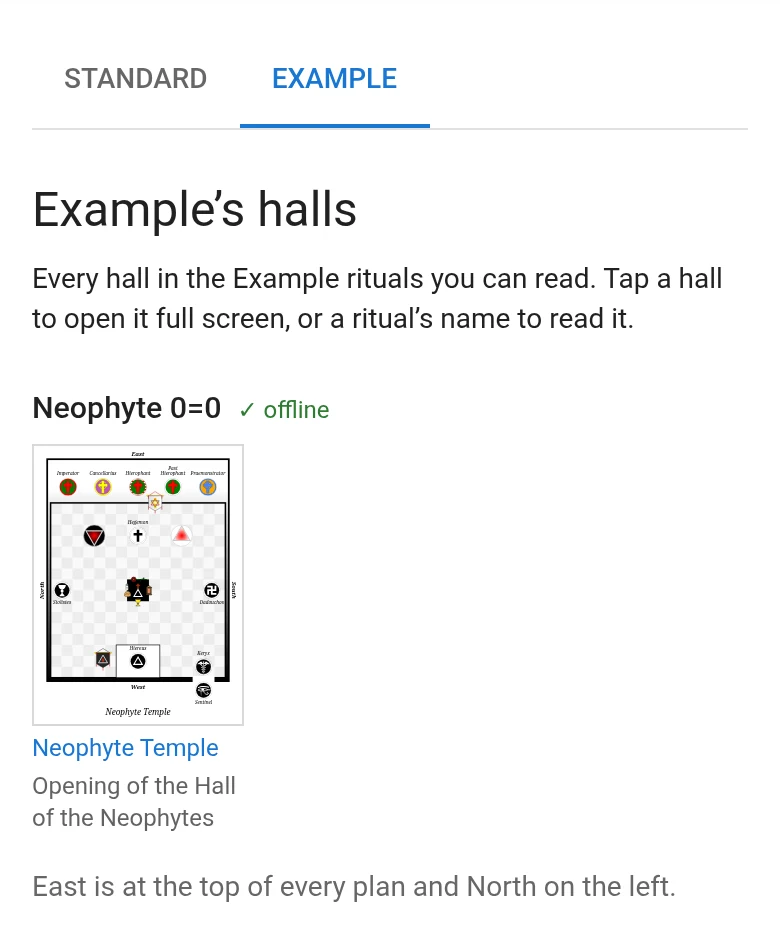 STANDARD
EXAMPLE
Example’s halls
Every hall in the Example rituals you can read. Tap a hall
to open it full screen, or a ritual’s name to read it.
Neophyte 0=0 ✓ offline
East
Imperator Cancellarius Hierophant Past Hierophant Praemonstrator
Hegemon
North
South
Stolistes
Dadouchos
Hiereus
Keryx
West
Sentinel
Neophyte Temple
Neophyte Temple
Opening of the Hall
of the Neophytes
East is at the top of every plan and North on the left.